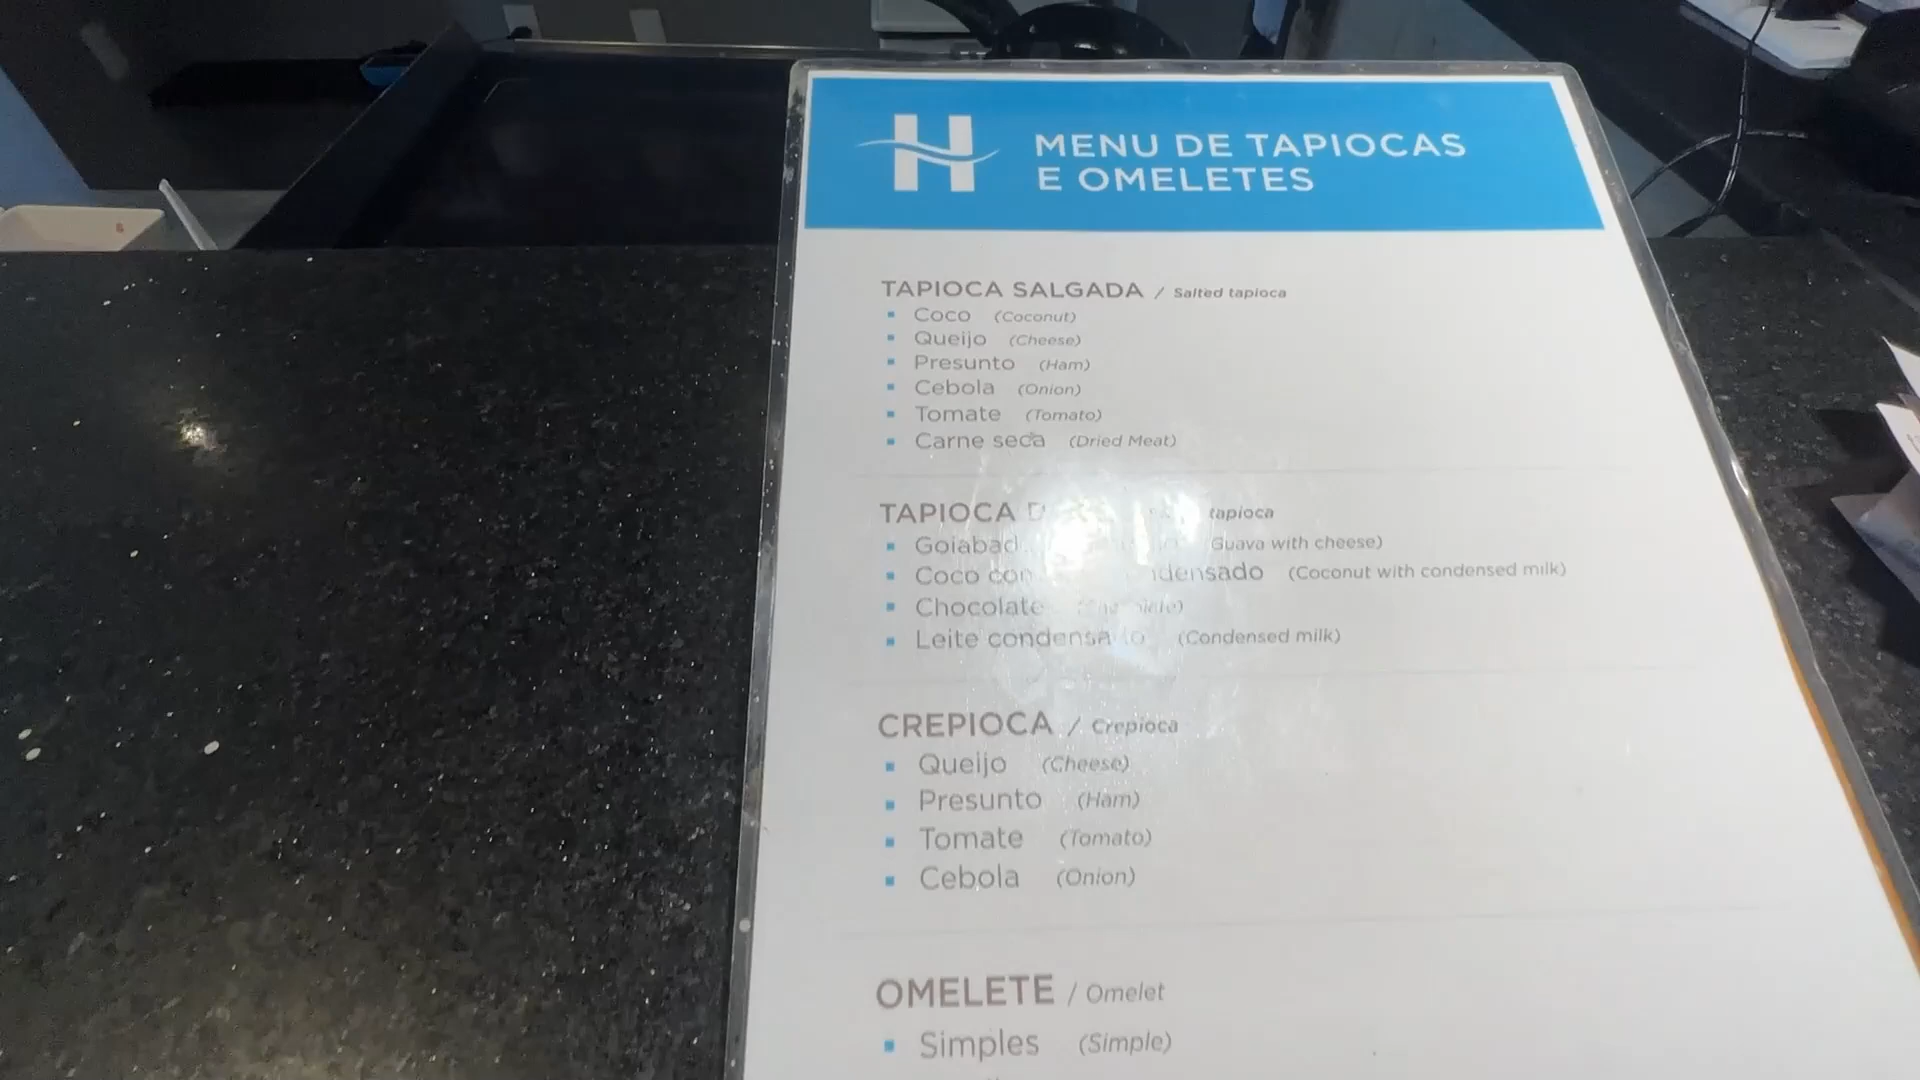 H
MENU DE TAPIOCAS
E OMELETES
TAPIOCA SALGADA / Salted tapioca
Coco (Coconut)
Queijo (Cheese)
Presunto (Ham)
Cebola (Onion)
Tomate (Tomato)
Carne seca (Dried Meat)
TAPIOCA tapioca
Guava with cheese)
Coco (Coconut with condensed milk)
Chocolate
Leite condensado (Condensed milk)
CREPIOCA / Crepioca
Queijo (Cheese)
Presunto (Ham)
Tomate (Tomato)
Cebola (Onion)
OMELETE / Omelet
Simples (Simple)